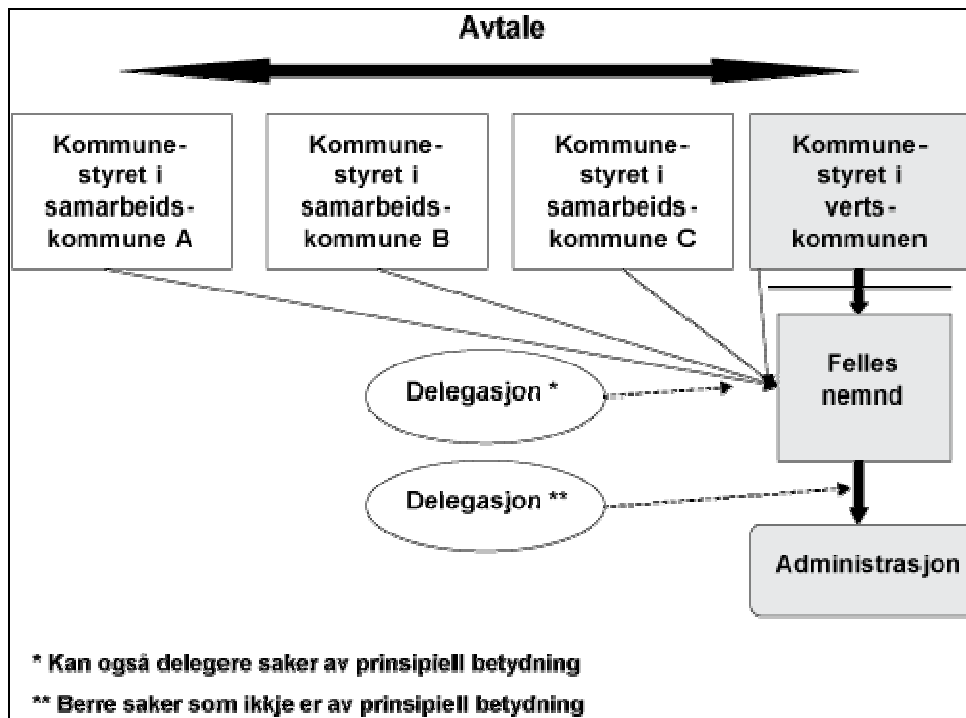 Avtale
Kommune-
styret i
samarbeids-
kommune A
Kommune-
styret i
samarbeids-
kommune B
Kommune-
styret i
samarbeids-
kommune C
Kommune-
styret i
verts-
kommunen
Felles
nemnd
Delegasjon *
Delegasjon **
Administrasjon
* Kan også delegere saker av prinsipiell betydning
** Berre saker som ikkje er av prinsipiell betydning